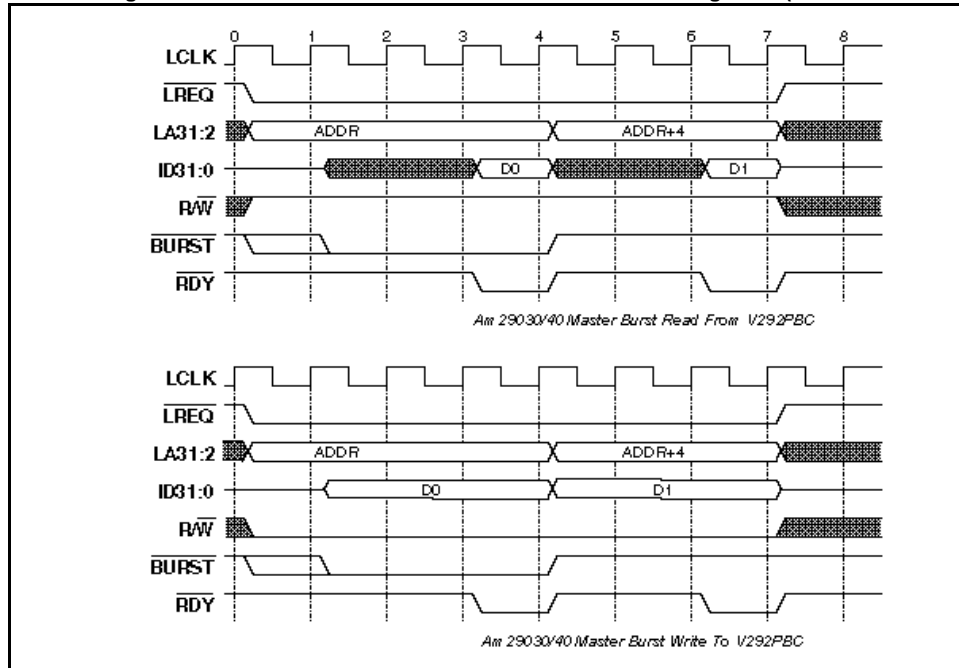 0 1 2 3 4 5 6 7 8
LCLK
LREQ
LA31:2 ADDR ADDR+4
ID31:0 D0 D1
R/W
BURST
RDY
Am 29030/40 Master Burst Read From V292PBC
LCLK
LREQ
LA31:2 ADDR ADDR+4
ID31:0 D0 D1
R/W
BURST
RDY
Am 29030/40 Master Burst Write To V292PBC